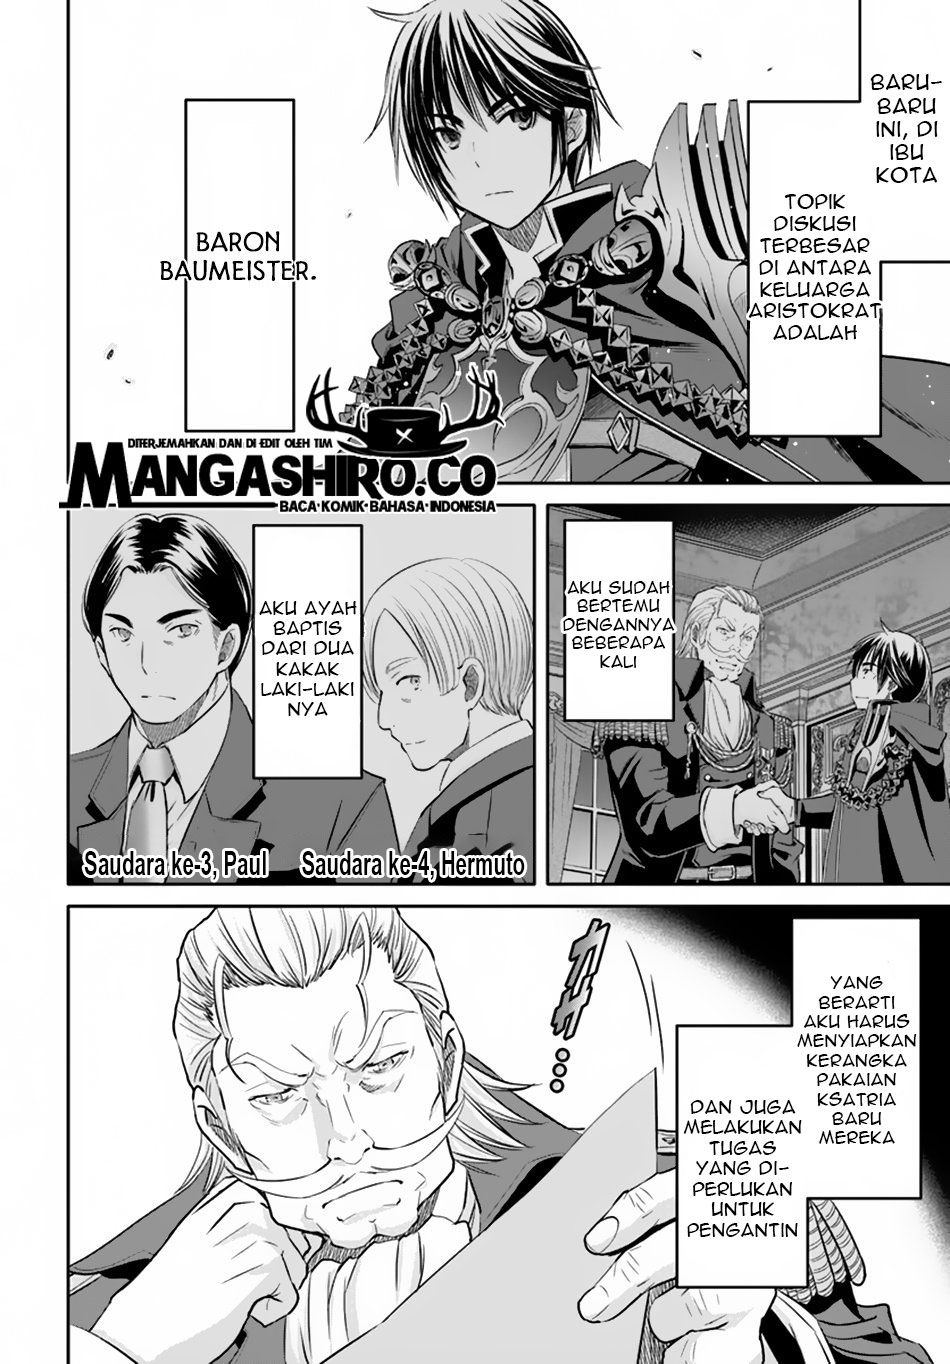 BARU-
BARU
INI, DI
IBU
KOTA
TOPIK
DISKUSI
TERBESAR
DI ANTARA
KELUARGA
ARISTOKRAT
ADALAH
BARON
BAUMEISTER.
DITERJEMAHKAN DAN DI EDIT OLEH TIM
MANGASHIRO.CO
BACA KOMIK BAHASA INDONESIA
AKU SUDAH
BERTEMU
DENGANNYA
BEBERAPA
KALI
AKU AYAH
BAPTIS
DARI DUA
KAKAK
LAKI-LAKI
NYA
Saudara ke-3, Paul
Saudara ke-4, Hermuto
YANG
BERARTI
AKU HARUS
MENYIAPKAN
KERANGKA
PAKAIAN
KSATRIA
BARU
MEREKA
DAN JUGA
MELAKUKAN
TUGAS
YANG DI-
PERLUKAN
UNTUK
PENGANTIN